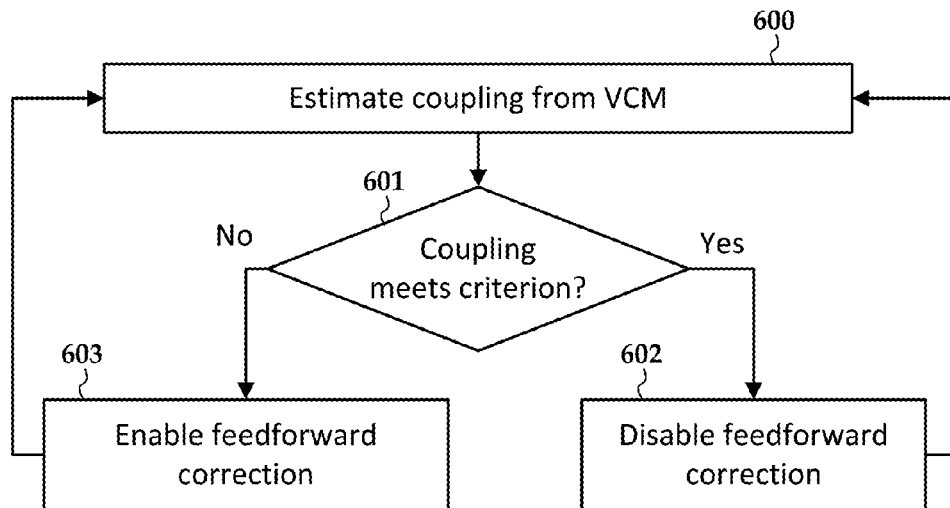 600
Estimate coupling from VCM
601
No
Coupling
meets criterion?
Yes
603
Enable feedforward
correction
602
Disable feedforward
correction